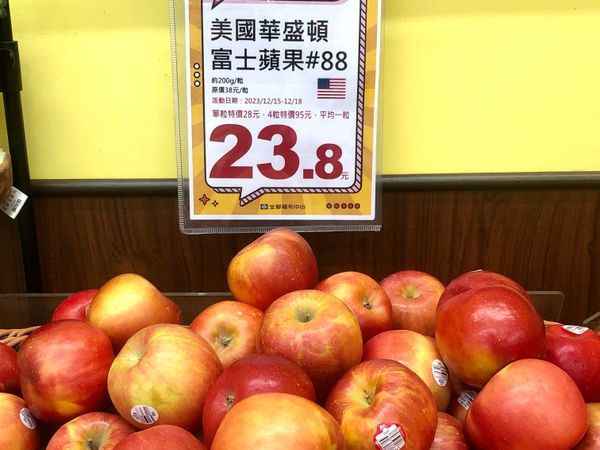 美國華盛頓
富士蘋果#88
約200g/粒
原價38元/粒
活動日期：2023/12/15-12/18
單粒特價28元，4粒特價95元，平均一粒
23.8元
全聯福利中心